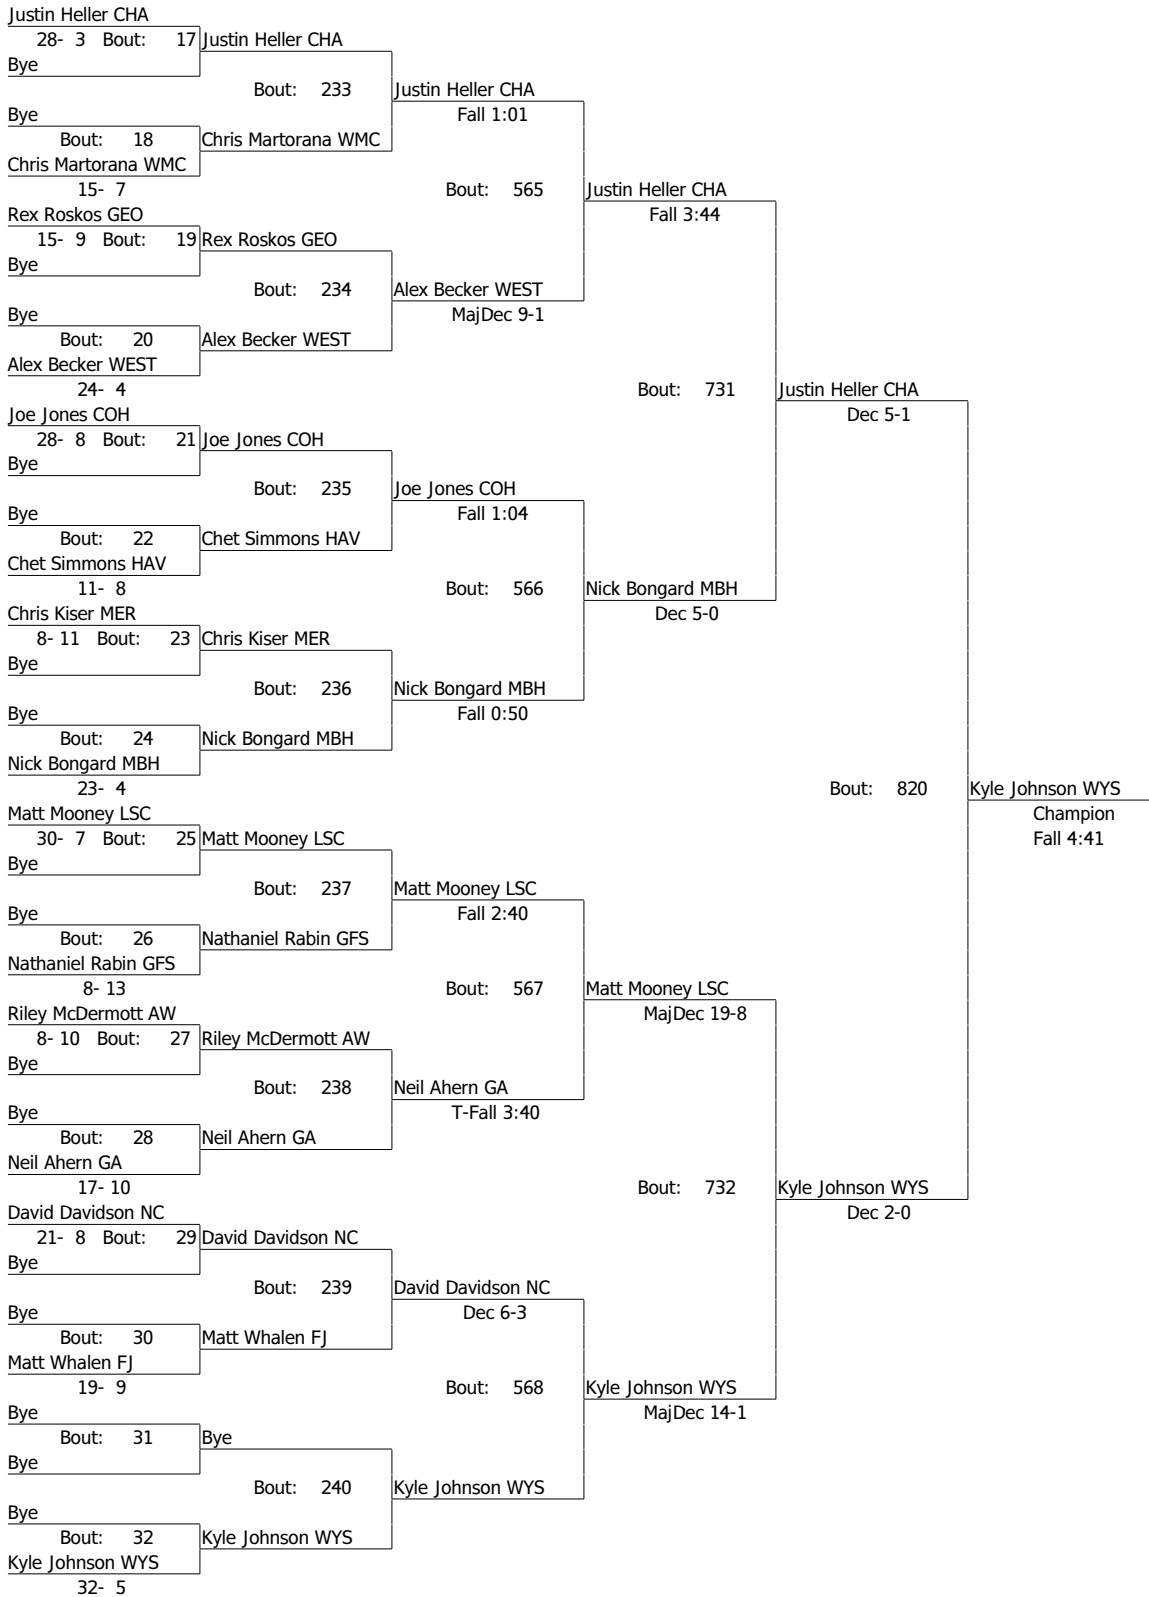 Justin Heller CHA
28- 3 Bout: 17 Justin Heller CHA
Bye
Bout: 233 Justin Heller CHA
Bye Fall 1:01
Bout: 18 Chris Martorana WMC
Chris Martorana WMC
15- 7 Bout: 565 Justin Heller CHA
Rex Roskos GEO Fall 3:44
15- 9 Bout: 19 Rex Roskos GEO
Bye
Bout: 234 Alex Becker WEST
Bye MajDec 9-1
Bout: 20 Alex Becker WEST
Alex Becker WEST
24- 4 Bout: 731 Justin Heller CHA
Joe Jones COH Dec 5-1
28- 8 Bout: 21 Joe Jones COH
Bye
Bout: 235 Joe Jones COH
Bye Fall 1:04
Bout: 22 Chet Simmons HAV
Chet Simmons HAV
11- 8 Bout: 566 Nick Bongard MBH
Chris Kiser MER Dec 5-0
8- 11 Bout: 23 Chris Kiser MER
Bye
Bout: 236 Nick Bongard MBH
Bye Fall 0:50
Bout: 24 Nick Bongard MBH
Nick Bongard MBH
23- 4 Bout: 820 Kyle Johnson WYS
Matt Mooney LSC Champion
30- 7 Bout: 25 Matt Mooney LSC Fall 4:41
Bye
Bout: 237 Matt Mooney LSC
Bye Fall 2:40
Bout: 26 Nathaniel Rabin GFS
Nathaniel Rabin GFS
8- 13 Bout: 567 Matt Mooney LSC
Riley McDermott AW MajDec 19-8
8- 10 Bout: 27 Riley McDermott AW
Bye
Bout: 238 Neil Ahern GA
Bye T-Fall 3:40
Bout: 28 Neil Ahern GA
Neil Ahern GA
17- 10 Bout: 732 Kyle Johnson WYS
David Davidson NC Dec 2-0
21- 8 Bout: 29 David Davidson NC
Bye
Bout: 239 David Davidson NC
Bye Dec 6-3
Bout: 30 Matt Whalen FJ
Matt Whalen FJ
19- 9 Bout: 568 Kyle Johnson WYS
Bye MajDec 14-1
Bout: 31 Bye
Bye
Bout: 240 Kyle Johnson WYS
Bye
Bout: 32 Kyle Johnson WYS
Kyle Johnson WYS
32- 5